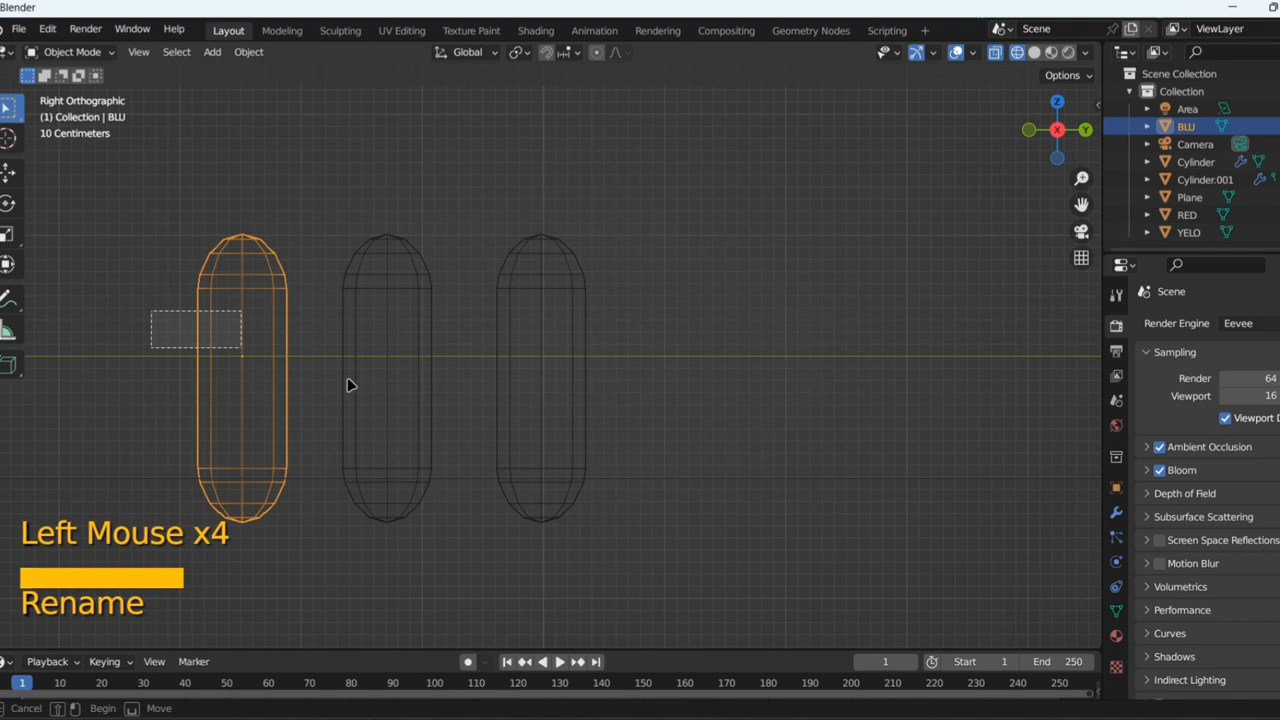 Blender
File Edit Render Window Help Layout Modeling Sculpting UV Editing Texture Paint Shading Animation Rendering Compositing Geometry Nodes Scripting + Scene ViewLayer
Object Mode View Select Add Object Global
Options
Right Orthographic
(1) Collection | BLU
10 Centimeters
Z
X
Y
Scene Collection
Collection
Area
BLU
Camera
Cylinder
Cylinder.001
Plane
RED
YELO
Scene
Render Engine Eevee
Sampling
Render 64
Viewport 16
Viewport D
Ambient Occlusion
Bloom
Depth of Field
Subsurface Scattering
Screen Space Reflections
Motion Blur
Volumetrics
Performance
Curves
Shadows
Indirect Lighting
Left Mouse x4
Rename
Playback Keying View Marker 1 Start 1 End 250
1 10 20 30 40 50 60 70 80 90 100 110 120 130 140 150 160 170 180 190 200 210 220 230 240 250
Cancel Begin Move